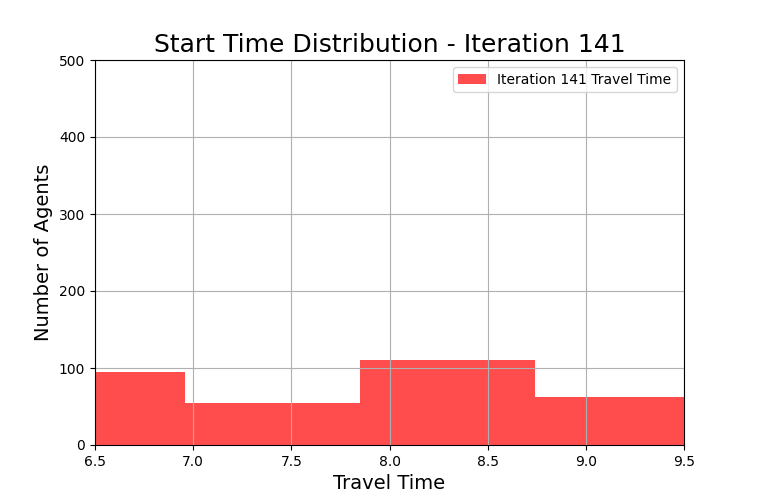 Start Time Distribution - Iteration 141
500
Iteration 141 Travel Time
400
300
200
100
0
Number of Agents
6.5 7.0 7.5 8.0 8.5 9.0 9.5
Travel Time